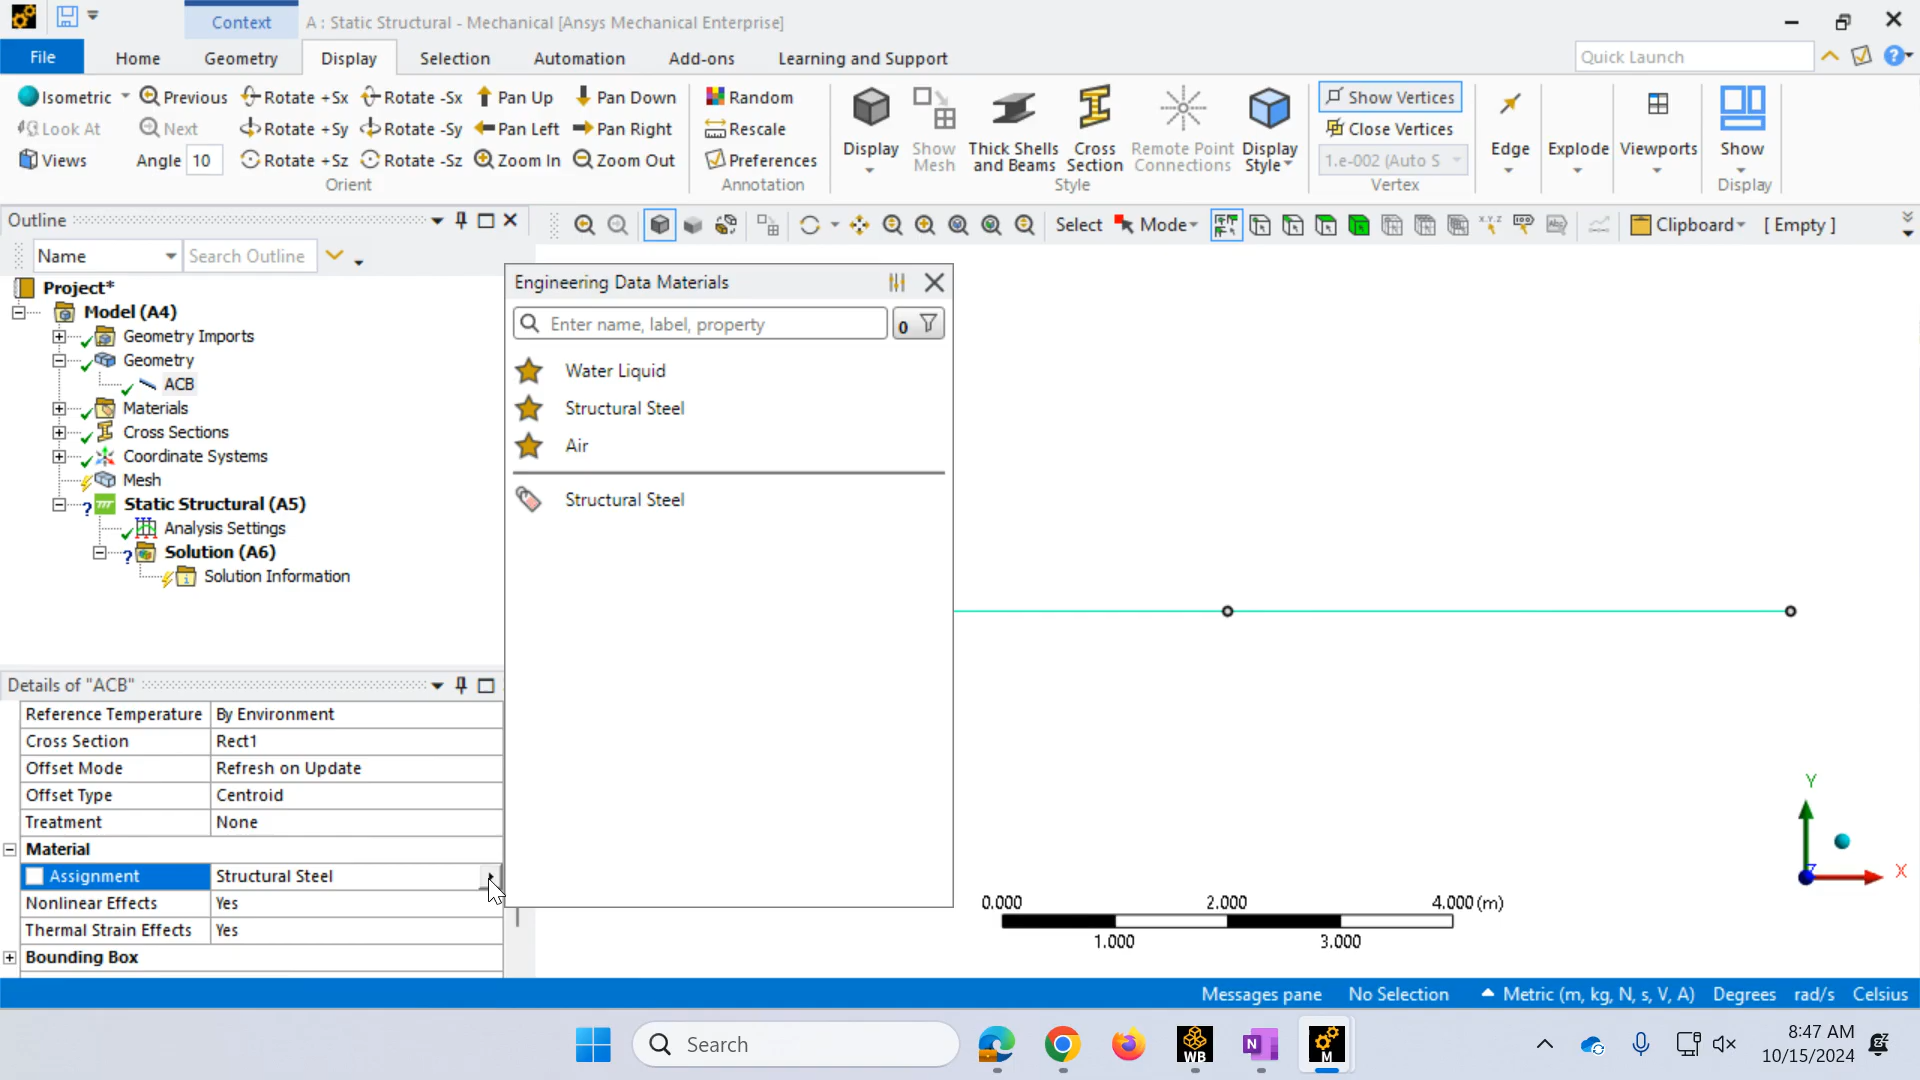 Context
A : Static Structural - Mechanical [Ansys Mechanical Enterprise]
File Home Geometry Display Selection Automation Add-ons Learning and Support
Quick Launch
Isometric Previous Rotate +Sx Rotate -Sx Pan Up Pan Down Random
Look At Next Rotate +Sy Rotate -Sy Pan Left Pan Right Rescale
Views Angle 10 Rotate +Sz Rotate -Sz Zoom In Zoom Out Preferences
Orient Annotation
Display
Show Mesh
Thick Shells and Beams
Cross Section
Remote Point Connections
Display Style
Style
Show Vertices
Close Vertices
1.e-002 (Auto S
Vertex
Edge
Explode
Viewports
Show
Display
Outline
Select Mode Clipboard [ Empty ]
Name Search Outline
Project*
Model (A4)
Geometry Imports
Geometry
ACB
Materials
Cross Sections
Coordinate Systems
Mesh
Static Structural (A5)
Analysis Settings
Solution (A6)
Solution Information
Engineering Data Materials
Enter name, label, property
0
Water Liquid
Structural Steel
Air
Structural Steel
Details of "ACB"
Reference Temperature By Environment
Cross Section Rect1
Offset Mode Refresh on Update
Offset Type Centroid
Treatment None
Material
Assignment Structural Steel
Nonlinear Effects Yes
Thermal Strain Effects Yes
Bounding Box
0.000 2.000 4.000 (m)
1.000 3.000
Y
Z
X
Messages pane No Selection Metric (m, kg, N, s, V, A) Degrees rad/s Celsius
Search
WB
N
M
8:47 AM
10/15/2024